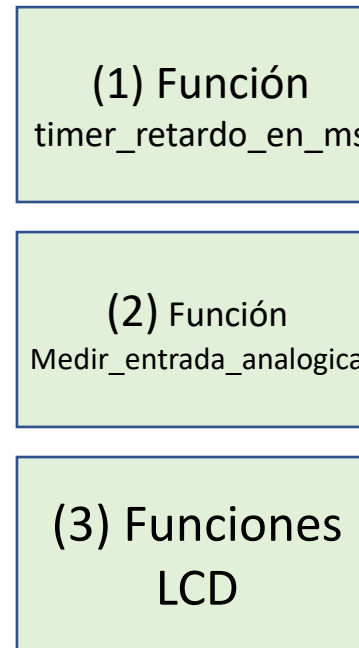 (1) Función
timer_retardo_en_ms
(2) Función
Medir_entrada_analogica
(3) Funciones
LCD